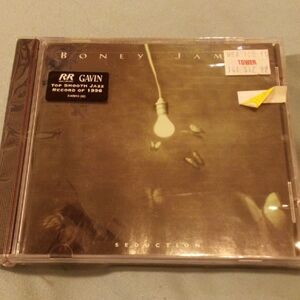 BONEY JAM
R&R GAVIN
TOP SMOOTH JAZZ
RECORD OF 1996
TOWER
SEDUCTION